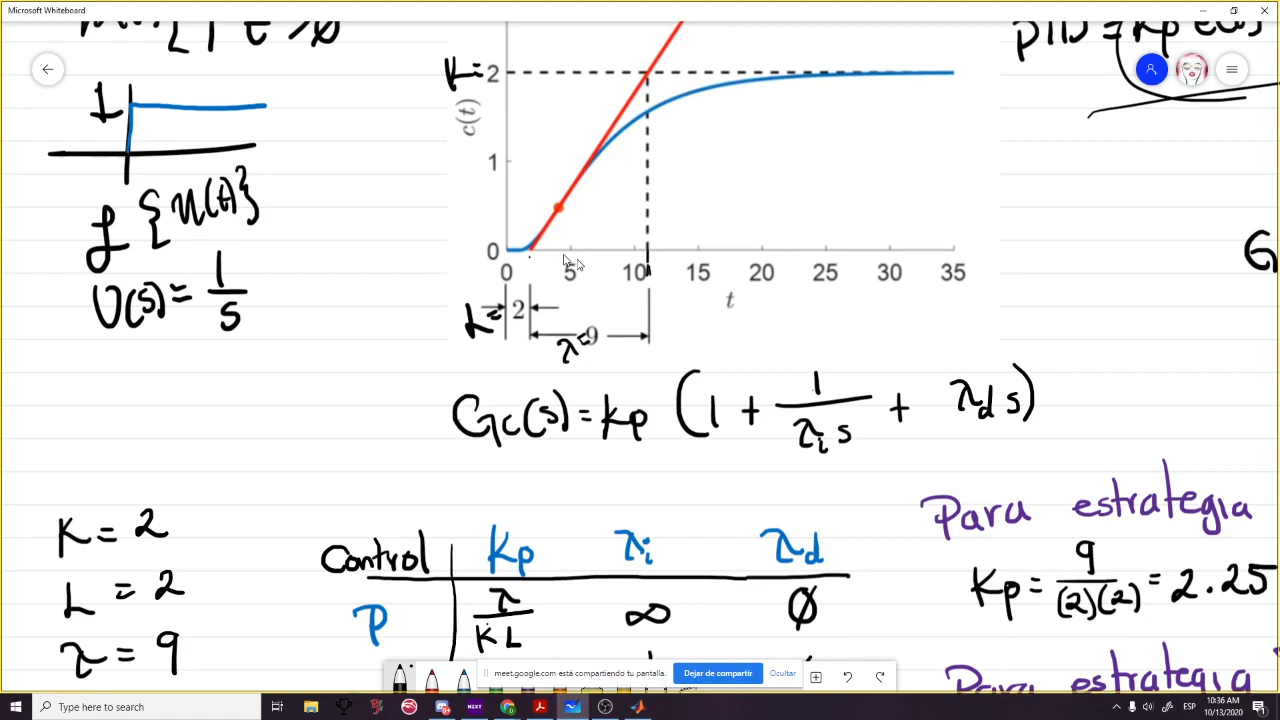 Microsoft Whiteboard
K= 2
c(t)
1
0
0 5 10 15 20 25 30 35
t
L= 2
τ= 9
1
ℒ {u(t)}
U(s) = 1/s
Gc(s) = Kp (1 + 1/(τi s) + τd s)
K = 2
L = 2
τ = 9
Control Kp τi τd
P τ/(KL) ∞ Ø
Para estrategia
Kp = 9/((2)(2)) = 2.25
meet.google.com está compartiendo tu pantalla.
Dejar de compartir
Ocultar
Type here to search
NEXT
ESP
10:36 AM
10/13/2020